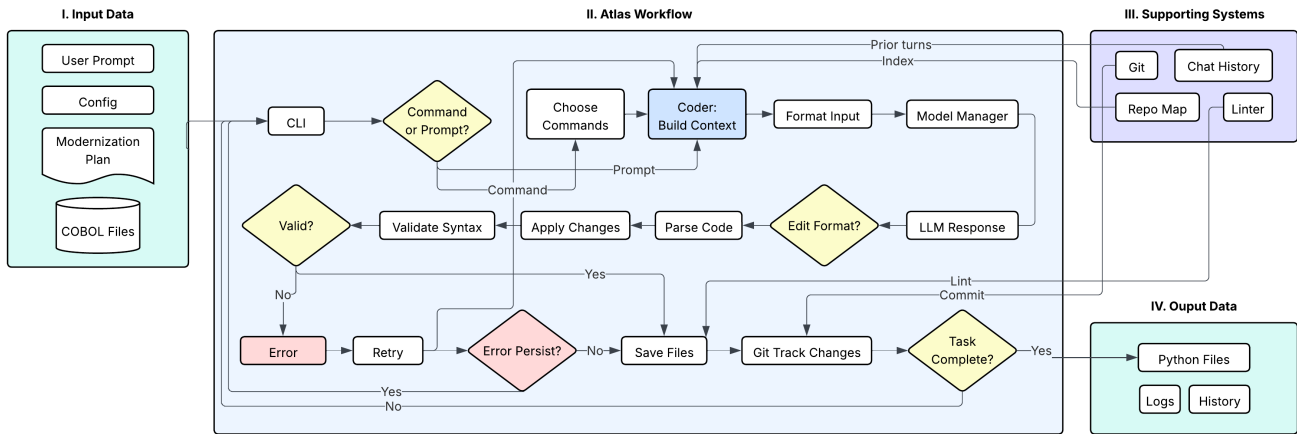 I. Input Data
User Prompt
Config
Modernization
Plan
COBOL Files
II. Atlas Workflow
CLI
Command
or Prompt?
Choose
Commands
Coder:
Build Context
Format Input
Model Manager
Prior turns
Index
Prompt
Command
Valid?
Validate Syntax
Apply Changes
Parse Code
Edit Format?
LLM Response
Yes
No
Lint
Commit
Error
Retry
Error Persist?
No
Save Files
Git Track Changes
Task
Complete?
Yes
Yes
No
III. Supporting Systems
Git
Chat History
Repo Map
Linter
IV. Ouput Data
Python Files
Logs
History